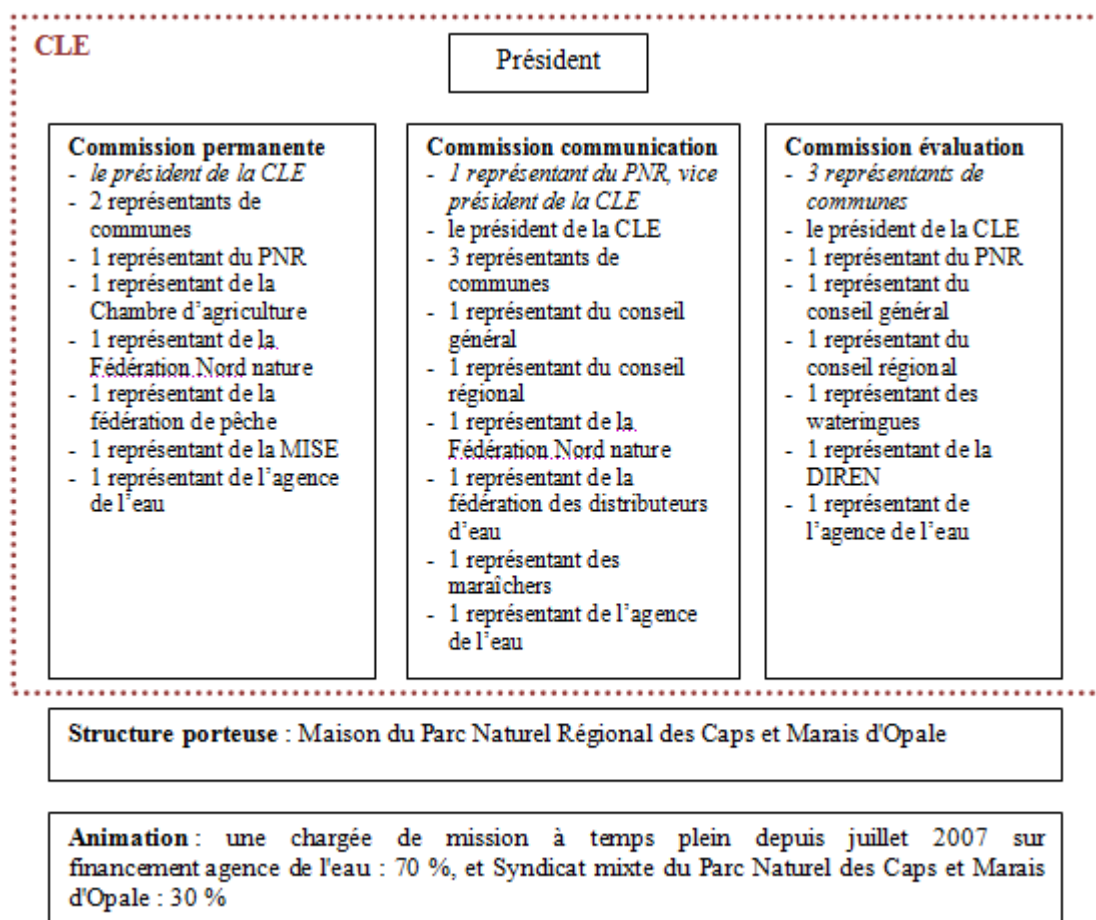 CLE
Président
Commission permanente
- le président de la CLE
- 2 représentants de
communes
- 1 représentant du PNR
- 1 représentant de la
Chambre d'agriculture
- 1 représentant de la
Fédération Nord nature
- 1 représentant de la
fédération de pêche
- 1 représentant de la MISE
- 1 représentant de l'agence
de l'eau
Commission communication
- 1 représentant du PNR, vice
président de la CLE
- le président de la CLE
- 3 représentants de
communes
- 1 représentant du conseil
général
- 1 représentant du conseil
régional
- 1 représentant de la
Fédération Nord nature
- 1 représentant de la
fédération des distributeurs
d'eau
- 1 représentant des
maraîchers
- 1 représentant de l'agence
de l'eau
Commission évaluation
- 3 représentants de
communes
- le président de la CLE
- 1 représentant du PNR
- 1 représentant du
conseil général
- 1 représentant du
conseil régional
- 1 représentant des
wateringues
- 1 représentant de la
DIREN
- 1 représentant de
l'agence de l'eau
Structure porteuse : Maison du Parc Naturel Régional des Caps et Marais d'Opale
Animation : une chargée de mission à temps plein depuis juillet 2007 sur
financement agence de l'eau : 70 %, et Syndicat mixte du Parc Naturel des Caps et Marais
d'Opale : 30 %